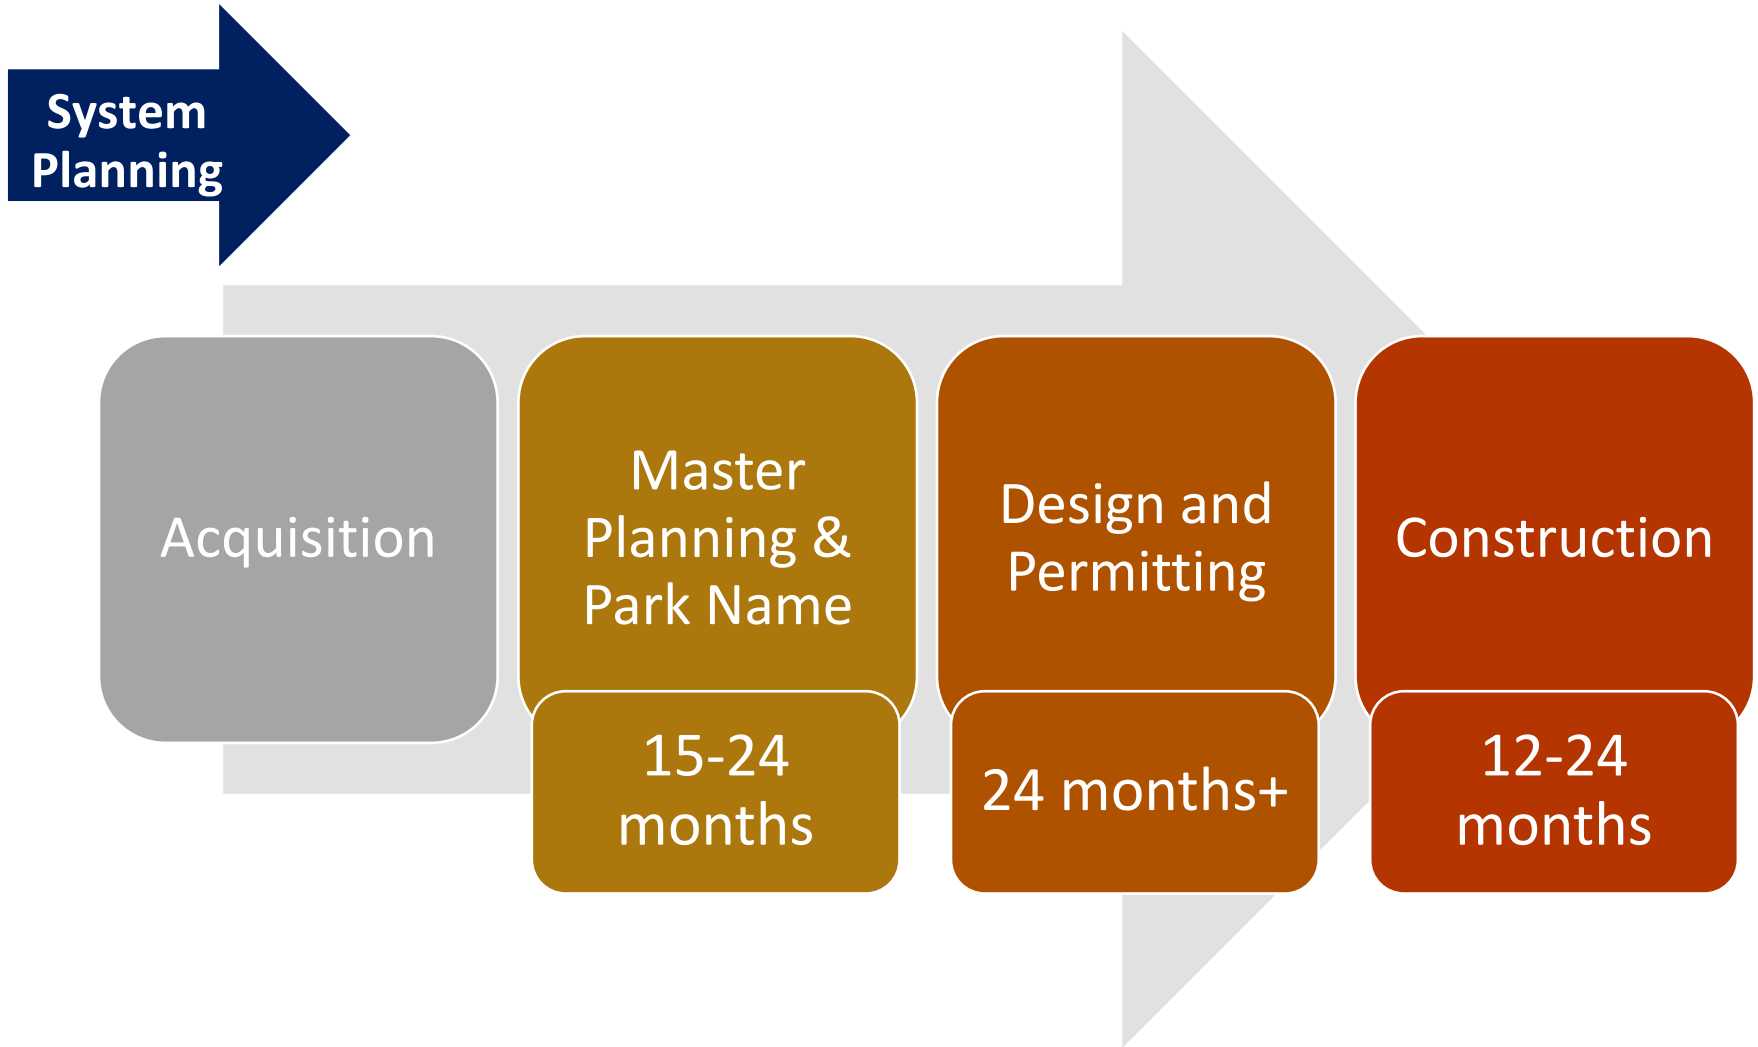 System
Planning
Acquisition
Master
Planning &
Park Name
Design and
Permitting
Construction
15-24
months
24 months+
12-24
months